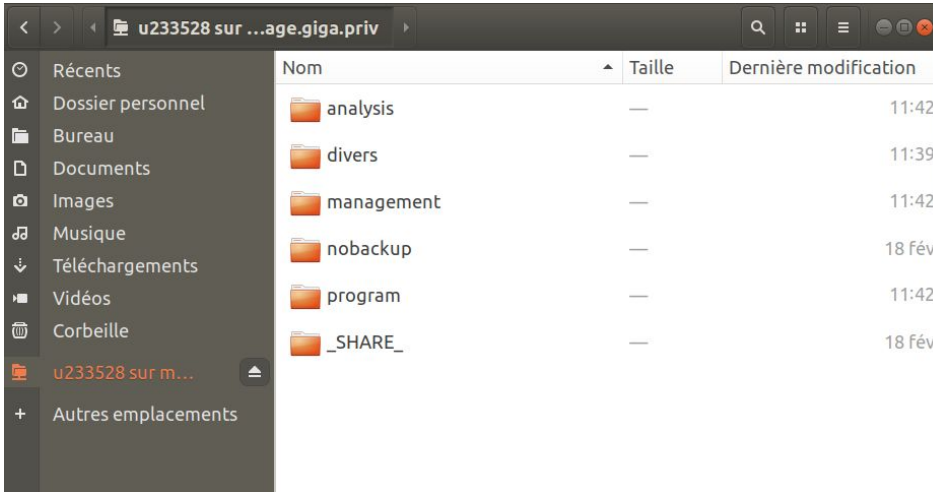 u233528 sur …age.giga.priv
Récents
Dossier personnel
Bureau
Documents
Images
Musique
Téléchargements
Vidéos
Corbeille
u233528 sur m…
Autres emplacements
Nom Taille Dernière modification
analysis — 11:42
divers — 11:39
management — 11:42
nobackup — 18 fév
program — 11:42
_SHARE_ — 18 fév